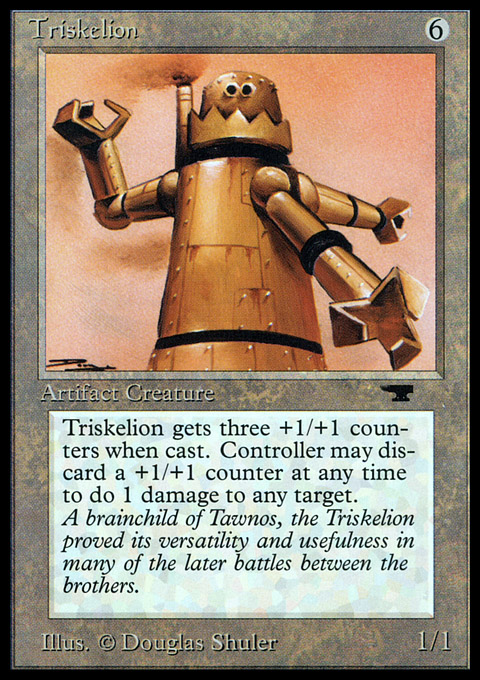 Triskelion 6
Artifact Creature
Triskelion gets three +1/+1 coun-
ters when cast. Controller may dis-
card a +1/+1 counter at any time
to do 1 damage to any target.
A brainchild of Tawnos, the Triskelion
proved its versatility and usefulness in
many of the later battles between the
brothers.
Illus. © Douglas Shuler 1/1